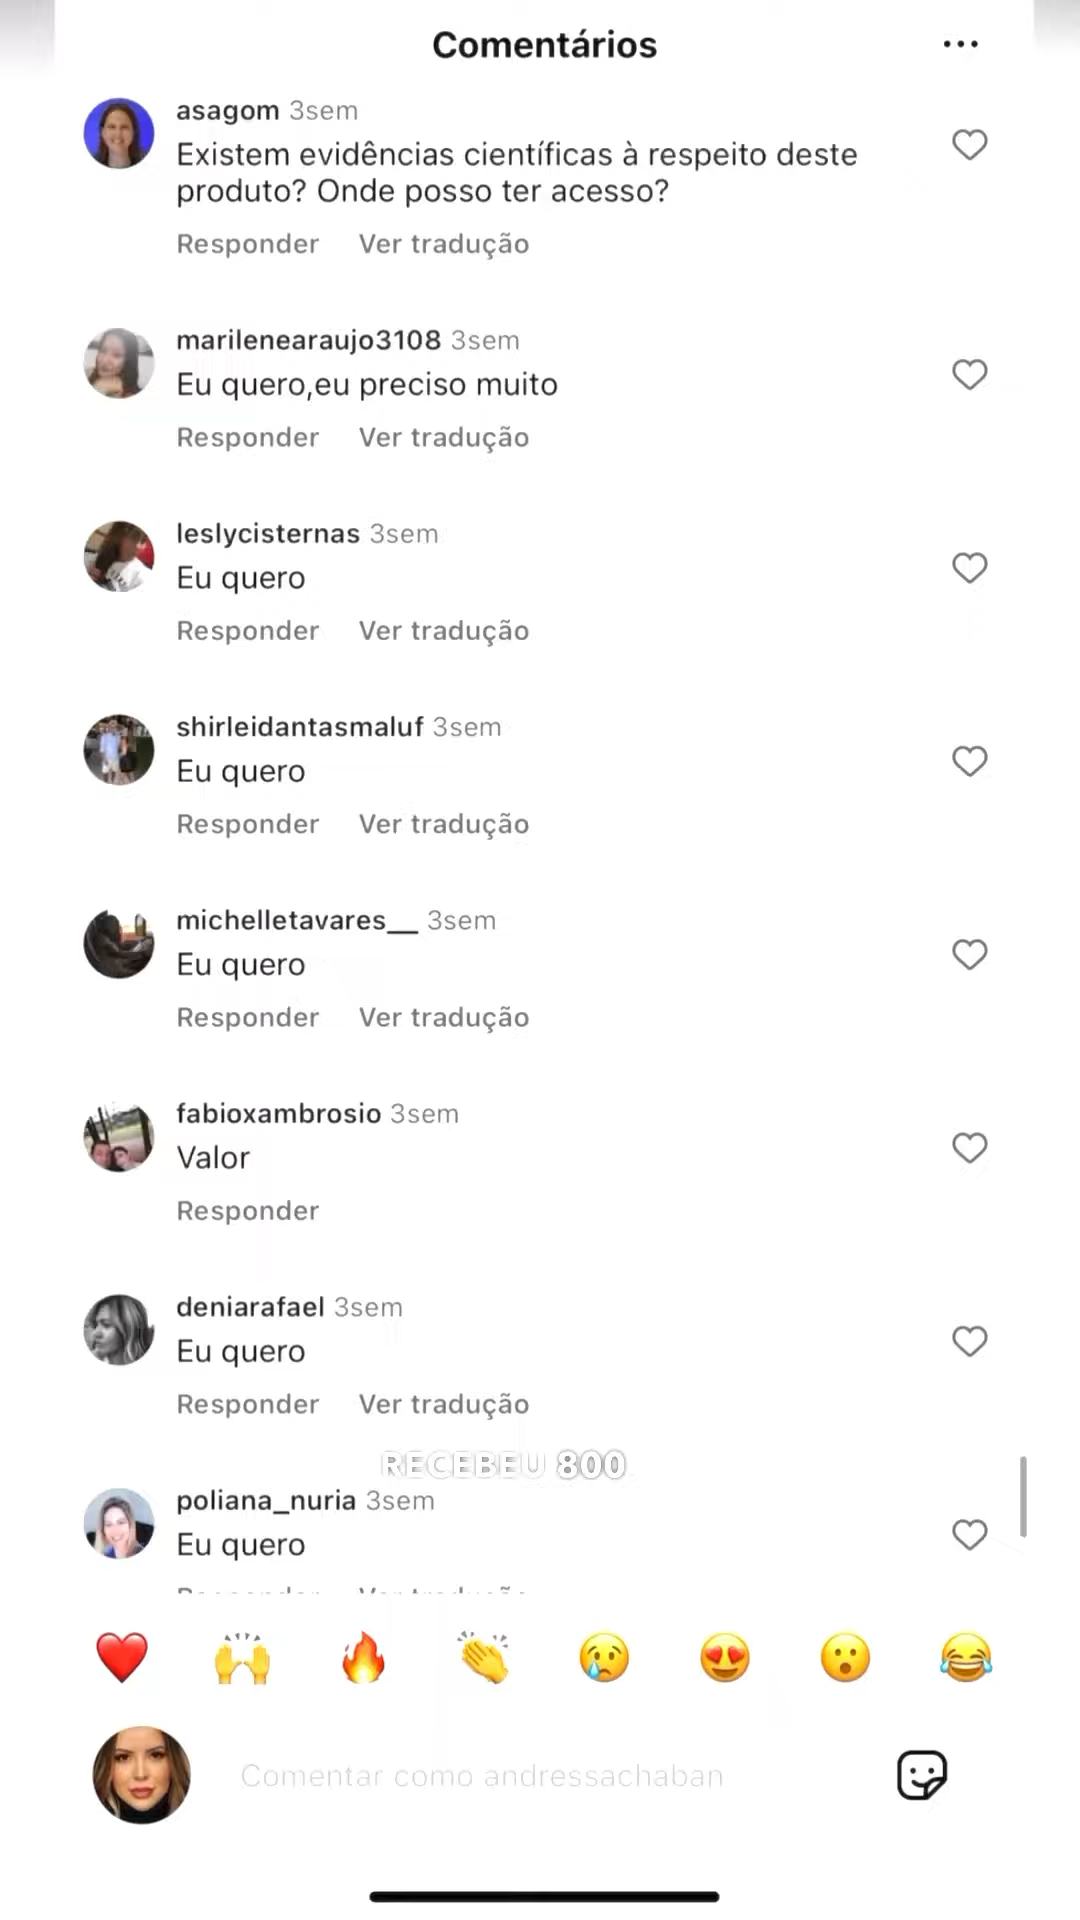 Comentários
asagom 3sem
Existem evidências científicas à respeito deste
produto? Onde posso ter acesso?
Responder Ver tradução
marilenearaujo3108 3sem
Eu quero,eu preciso muito
Responder Ver tradução
leslycisternas 3sem
Eu quero
Responder Ver tradução
shirleidantasmaluf 3sem
Eu quero
Responder Ver tradução
michelletavares__ 3sem
Eu quero
Responder Ver tradução
fabioxambrosio 3sem
Valor
Responder
deniarafael 3sem
Eu quero
Responder Ver tradução
RECEBEU 800
poliana_nuria 3sem
Eu quero
Comentar como andressachaban